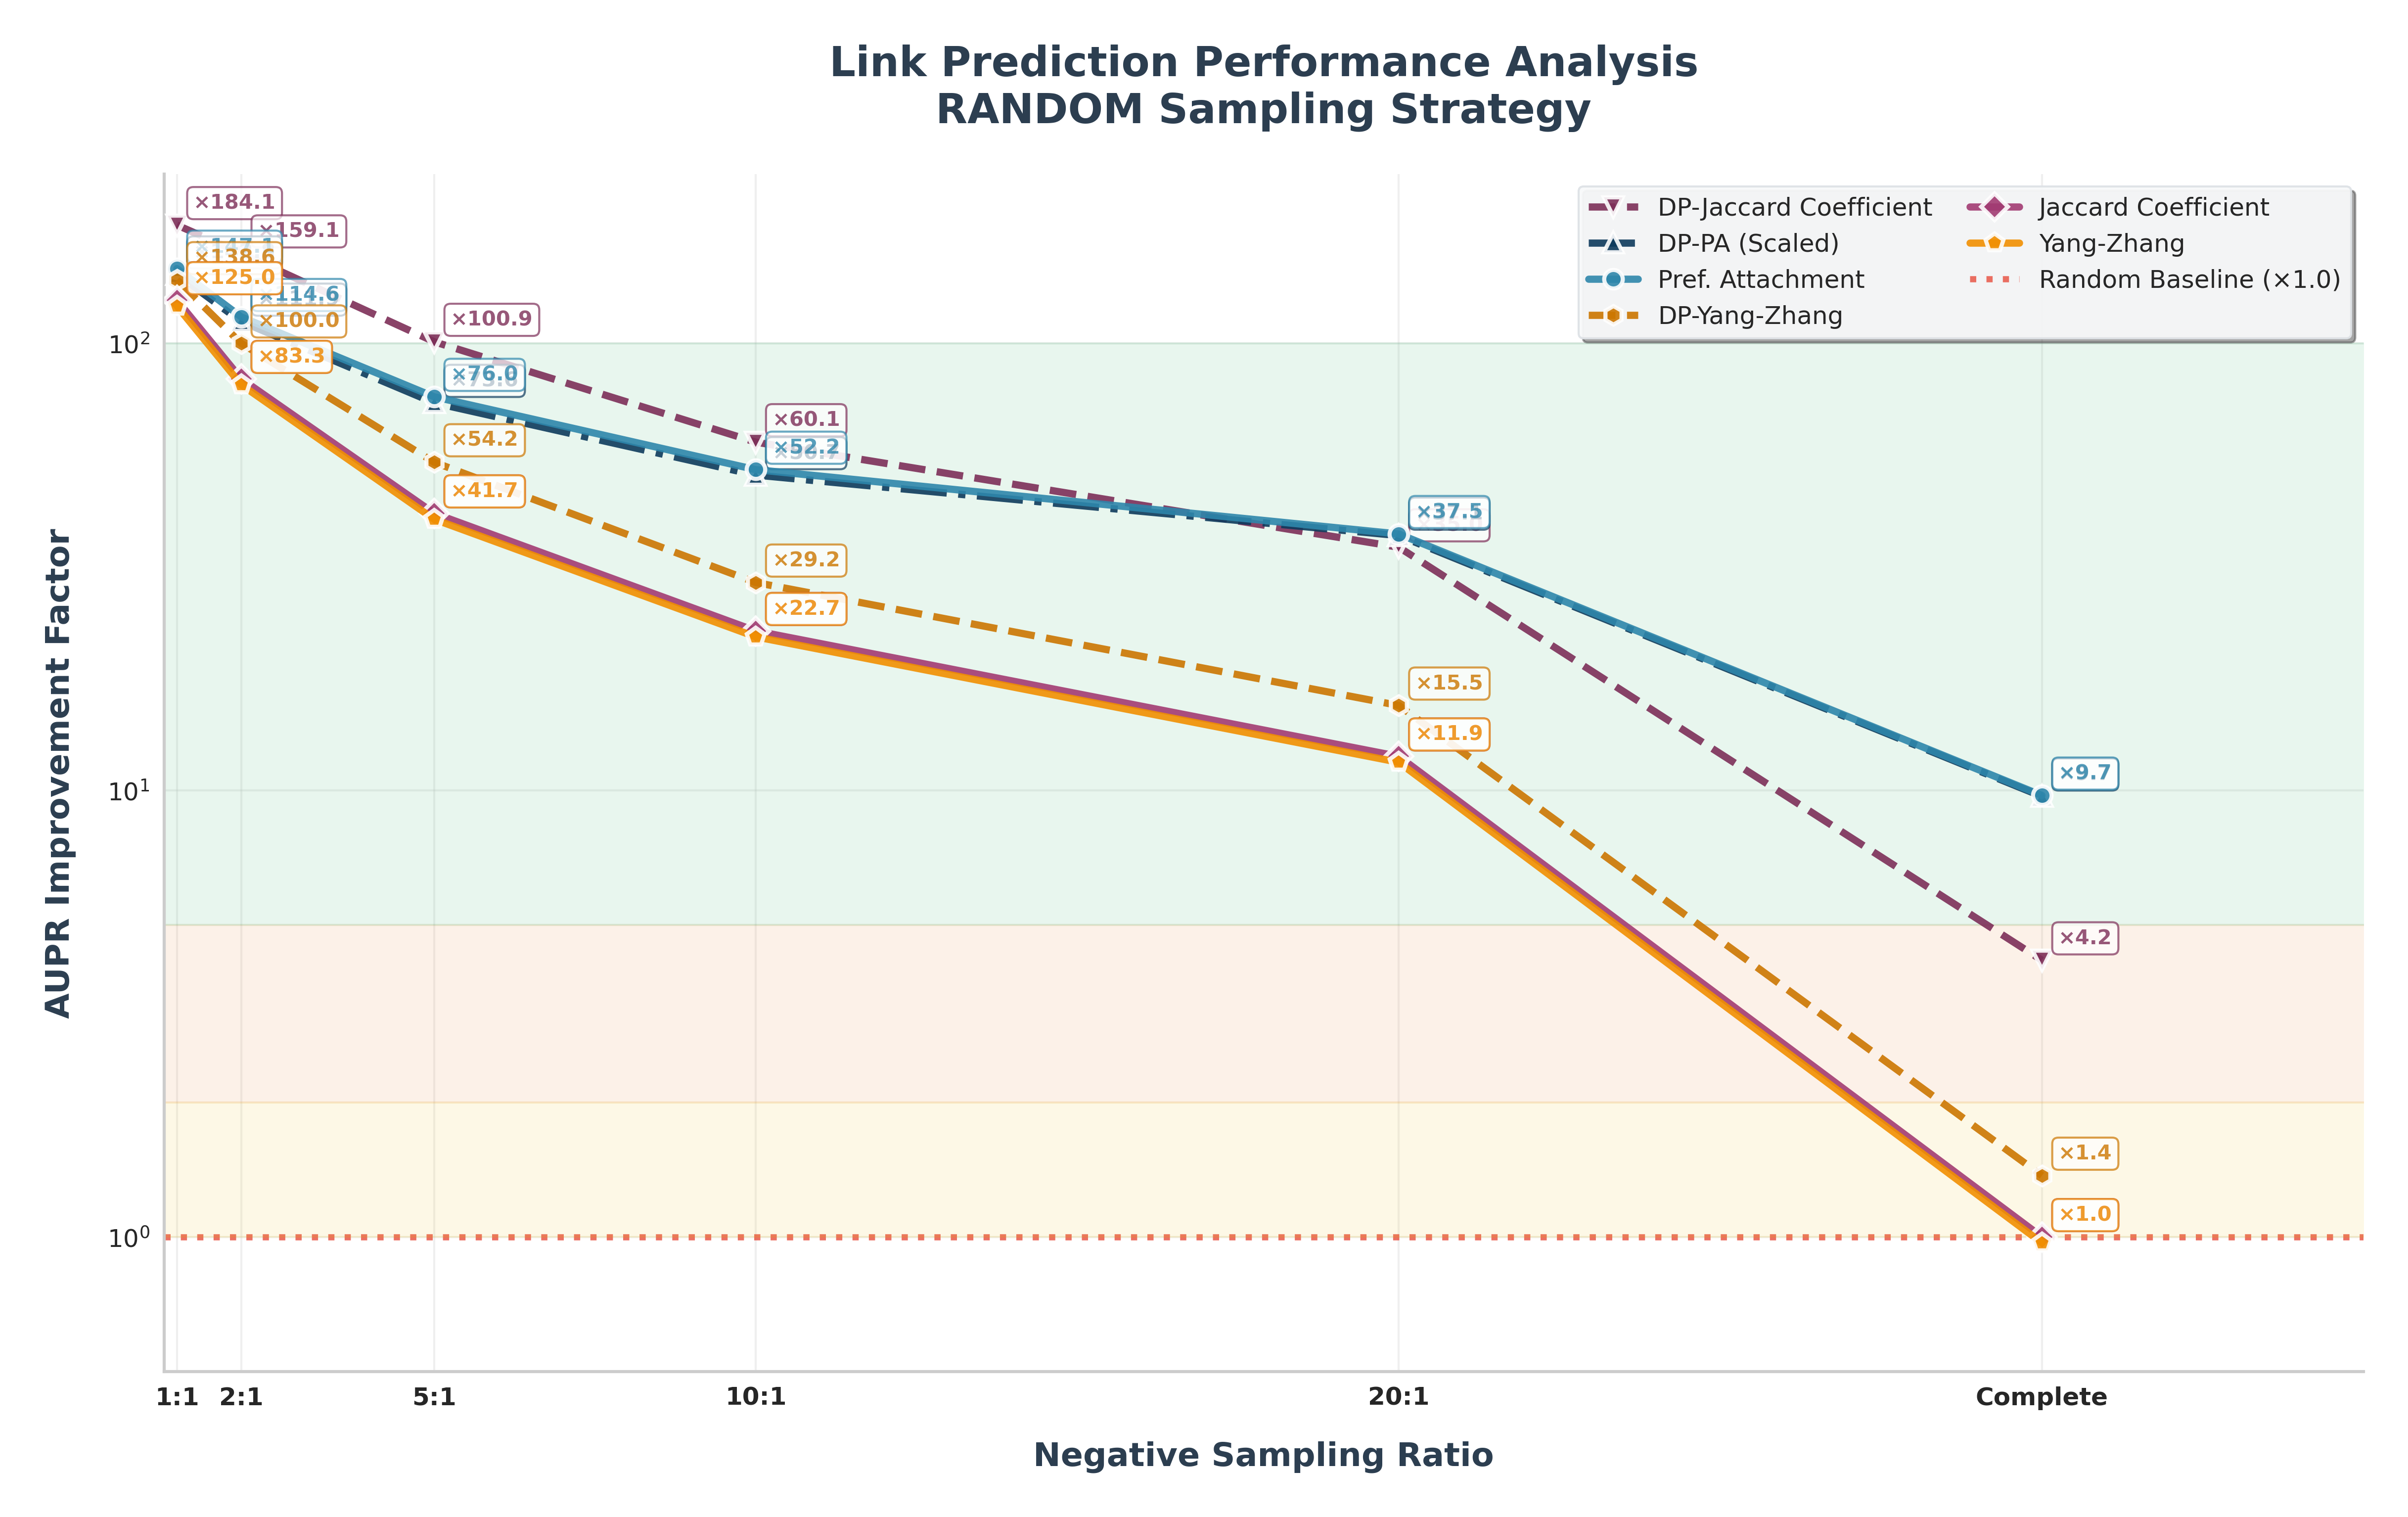 Link Prediction Performance Analysis
RANDOM Sampling Strategy
DP-Jaccard Coefficient
DP-PA (Scaled)
Pref. Attachment
DP-Yang-Zhang
Jaccard Coefficient
Yang-Zhang
Random Baseline (×1.0)
AUPR Improvement Factor
10²
10¹
10⁰
×184.1
×159.1
×147.1
×138.6
×125.0
×114.6
×100.0
×83.3
×100.9
×76.0
×54.2
×41.7
×60.1
×52.2
×29.2
×22.7
×37.5
×15.5
×11.9
×9.7
×4.2
×1.4
×1.0
1:1 2:1 5:1 10:1 20:1 Complete
Negative Sampling Ratio